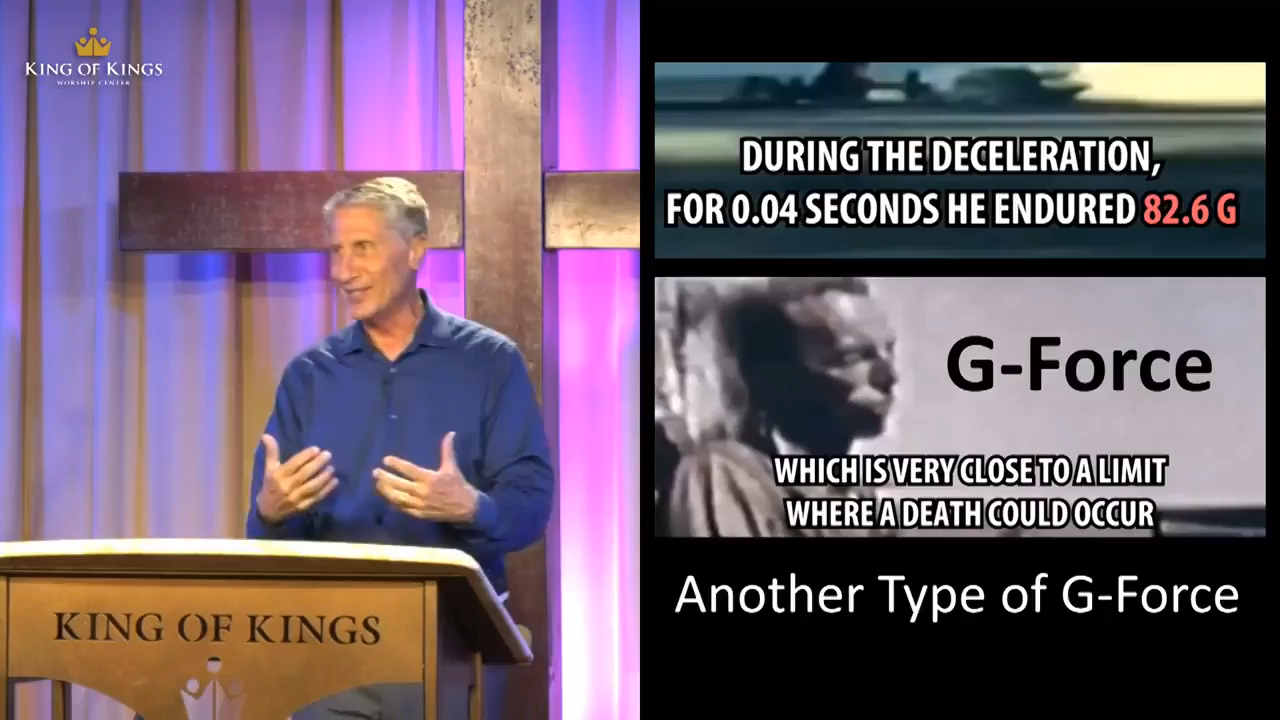 KING OF KINGS
WORSHIP CENTER
KING OF KINGS
DURING THE DECELERATION,
FOR 0.04 SECONDS HE ENDURED 82.6 G
G-Force
WHICH IS VERY CLOSE TO A LIMIT
WHERE A DEATH COULD OCCUR
Another Type of G-Force